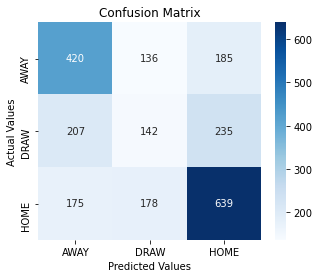 Confusion Matrix
AWAY 420 136 185
DRAW 207 142 235
HOME 175 178 639
AWAY DRAW HOME
Predicted Values
Actual Values
600
500
400
300
200